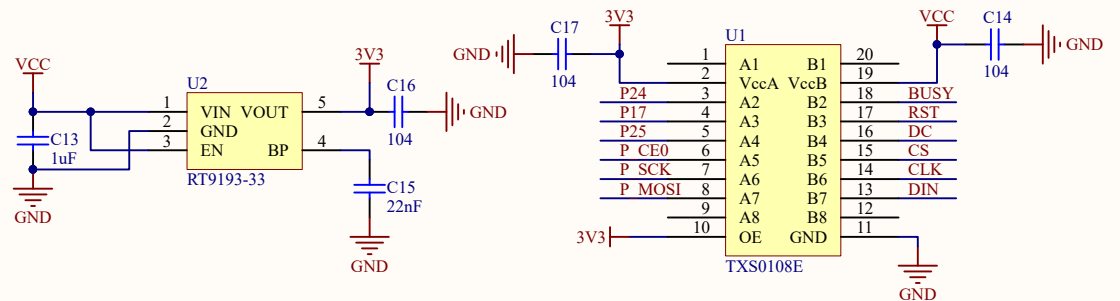 VCC
U2
1
VIN
VOUT
5
2
GND
3
EN
BP
4
RT9193-33
C13
1uF
GND
3V3
C16
104
GND
C15
22nF
GND
GND
C17
104
3V3
U1
1 A1 B1 20
2 VccA VccB 19
P24 3 A2 B2 18 BUSY
P17 4 A3 B3 17 RST
P25 5 A4 B4 16 DC
P_CE0 6 A5 B5 15 CS
P_SCK 7 A6 B6 14 CLK
P_MOSI 8 A7 B7 13 DIN
9 A8 B8 12
3V3 10 OE GND 11
TXS0108E
GND
VCC
C14
104
GND